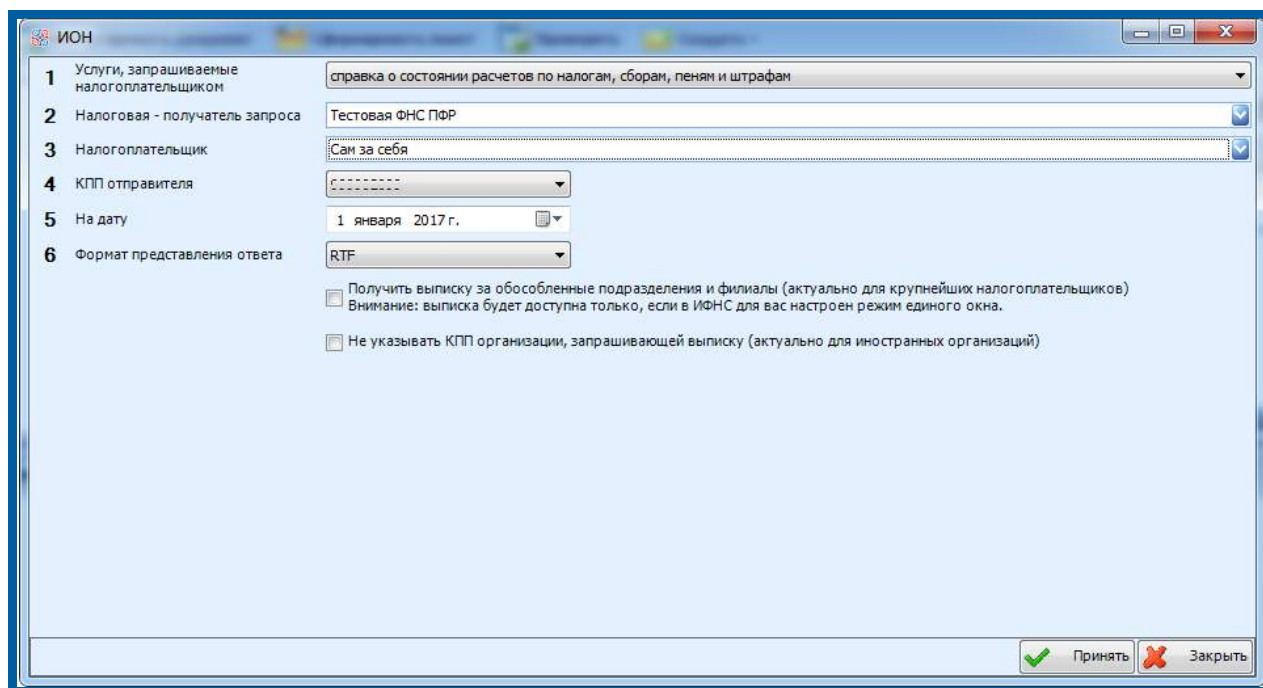 ИОН
1 Услуги, запрашиваемые
налогоплательщиком
справка о состоянии расчетов по налогам, сборам, пеням и штрафам
2 Налоговая - получатель запроса Тестовая ФНС ПФР
3 Налогоплательщик Сам за себя
4 КПП отправителя
5 На дату 1 января 2017 г.
6 Формат представления ответа RTF
Получить выписку за обособленные подразделения и филиалы (актуально для крупнейших налогоплательщиков)
Внимание: выписка будет доступна только, если в ИФНС для вас настроен режим единого окна.
Не указывать КПП организации, запрашивающей выписку (актуально для иностранных организаций)
Принять Закрыть